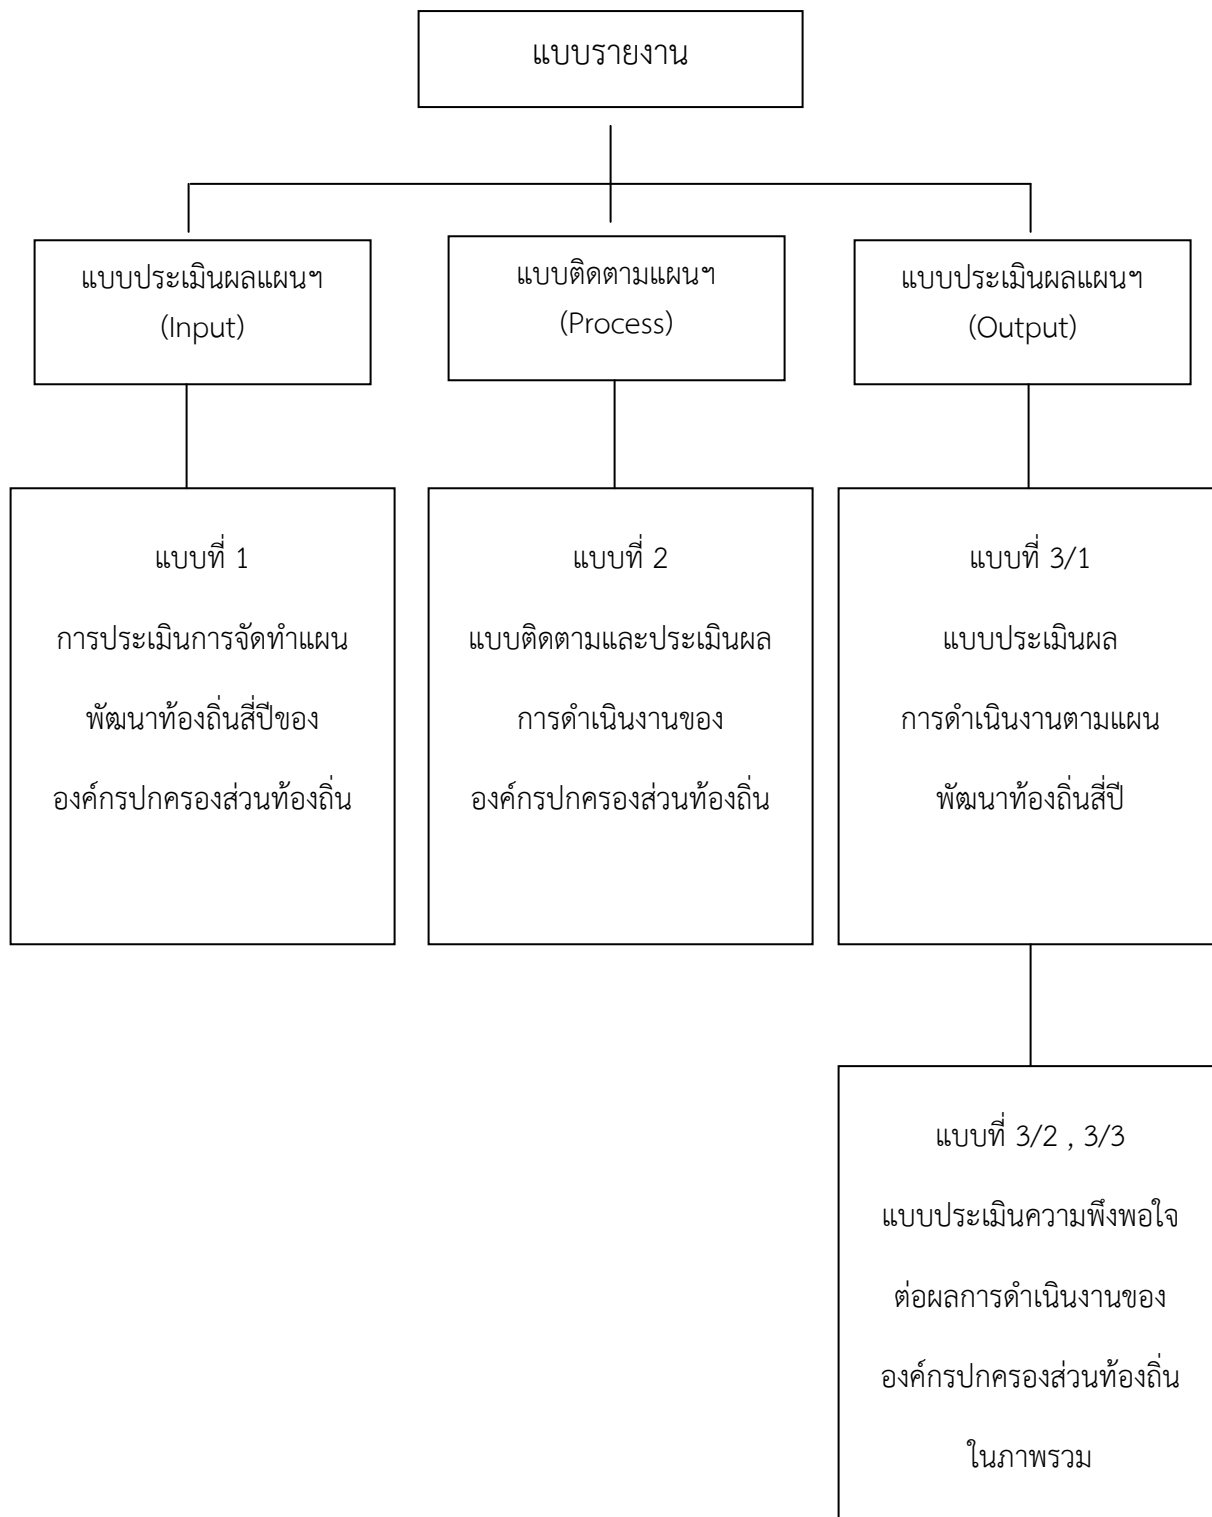 แบบรายงาน
แบบประเมินผลแผนฯ
(Input)
แบบติดตามแผนฯ
(Process)
แบบประเมินผลแผนฯ
(Output)
แบบที่ 1
การประเมินการจัดทำแผน
พัฒนาท้องถิ่นสี่ปีของ
องค์กรปกครองส่วนท้องถิ่น
แบบที่ 2
แบบติดตามและประเมินผล
การดำเนินงานของ
องค์กรปกครองส่วนท้องถิ่น
แบบที่ 3/1
แบบประเมินผล
การดำเนินงานตามแผน
พัฒนาท้องถิ่นสี่ปี
แบบที่ 3/2 , 3/3
แบบประเมินความพึงพอใจ
ต่อผลการดำเนินงานของ
องค์กรปกครองส่วนท้องถิ่น
ในภาพรวม